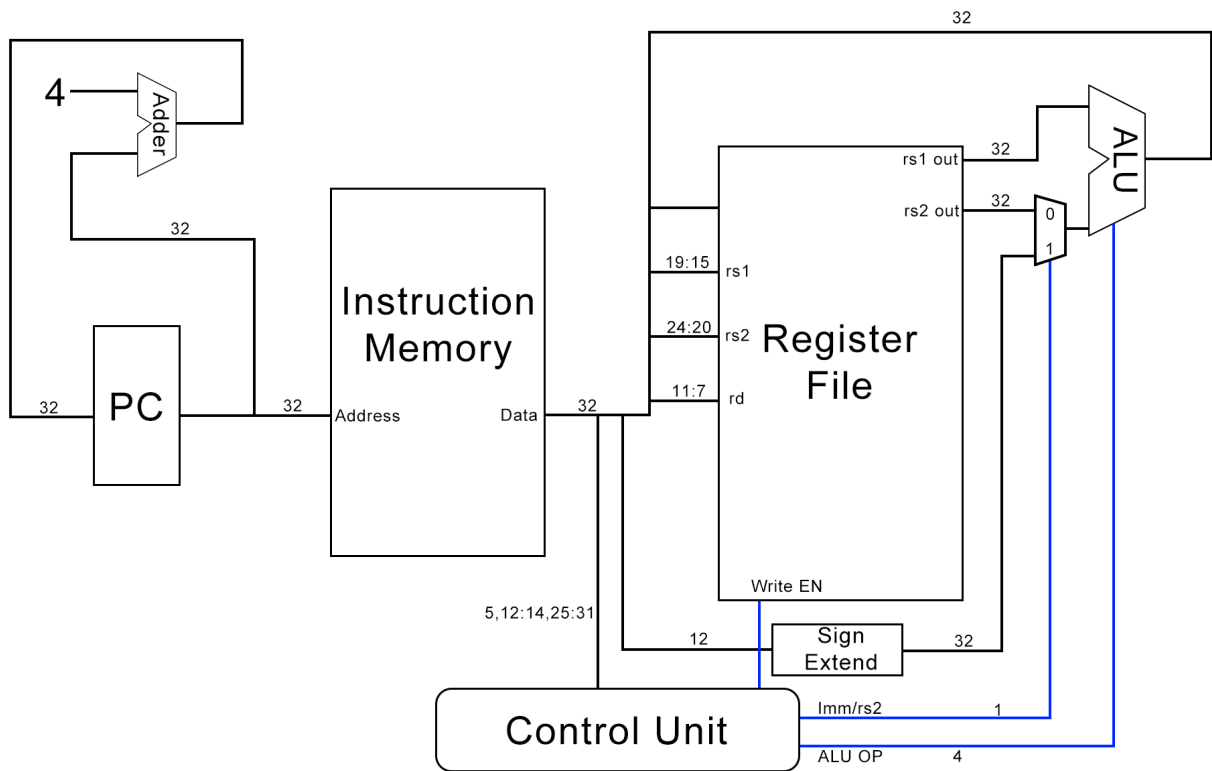 32
4
Adder
32
PC
32
32
Instruction
Memory
Address
Data
32
19:15
24:20
11:7
rs1
rs2
rd
Register
File
rs1 out
rs2 out
Write EN
32
32
0
1
ALU
5,12:14,25:31
12
Sign
Extend
32
Control Unit
Imm/rs2
1
ALU OP
4